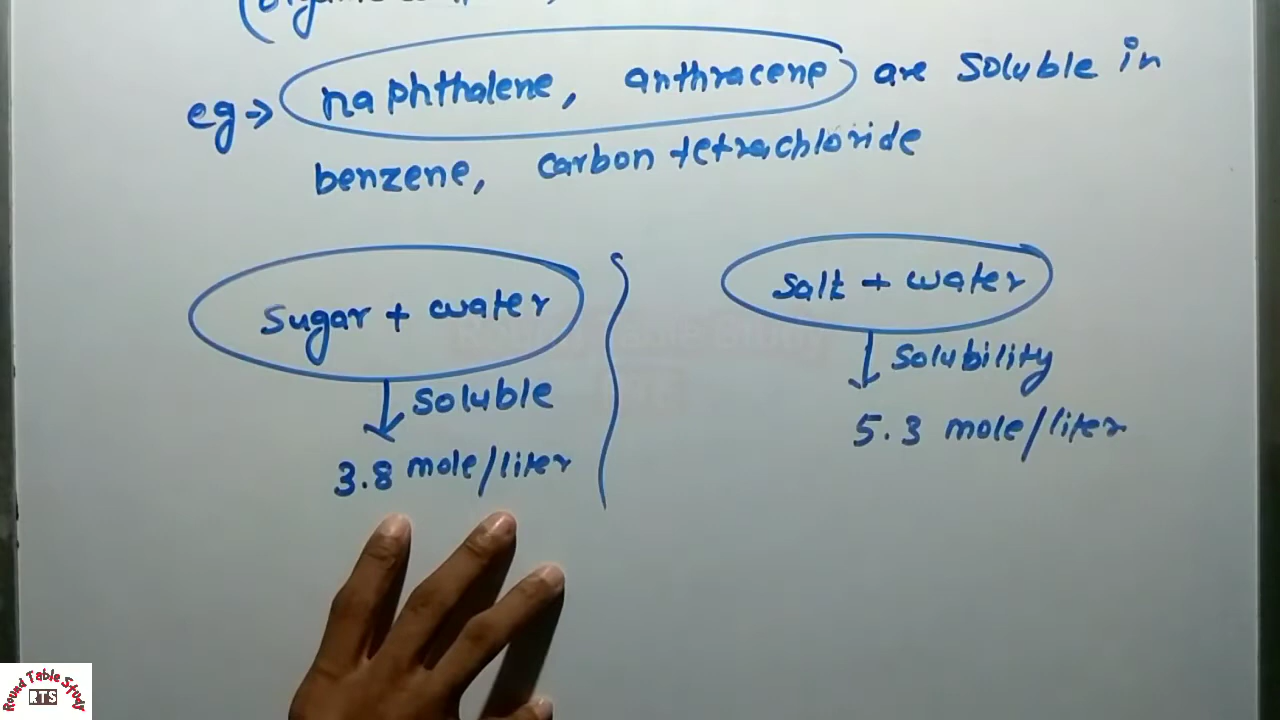 (organic
eg→ naphthalene, anthracene are soluble in
benzene, carbon tetrachloride
Sugar + water
Soluble
3.8 mole/liter
Salt + water
Solubility
5.3 mole/liter
Round Table Study
RTS